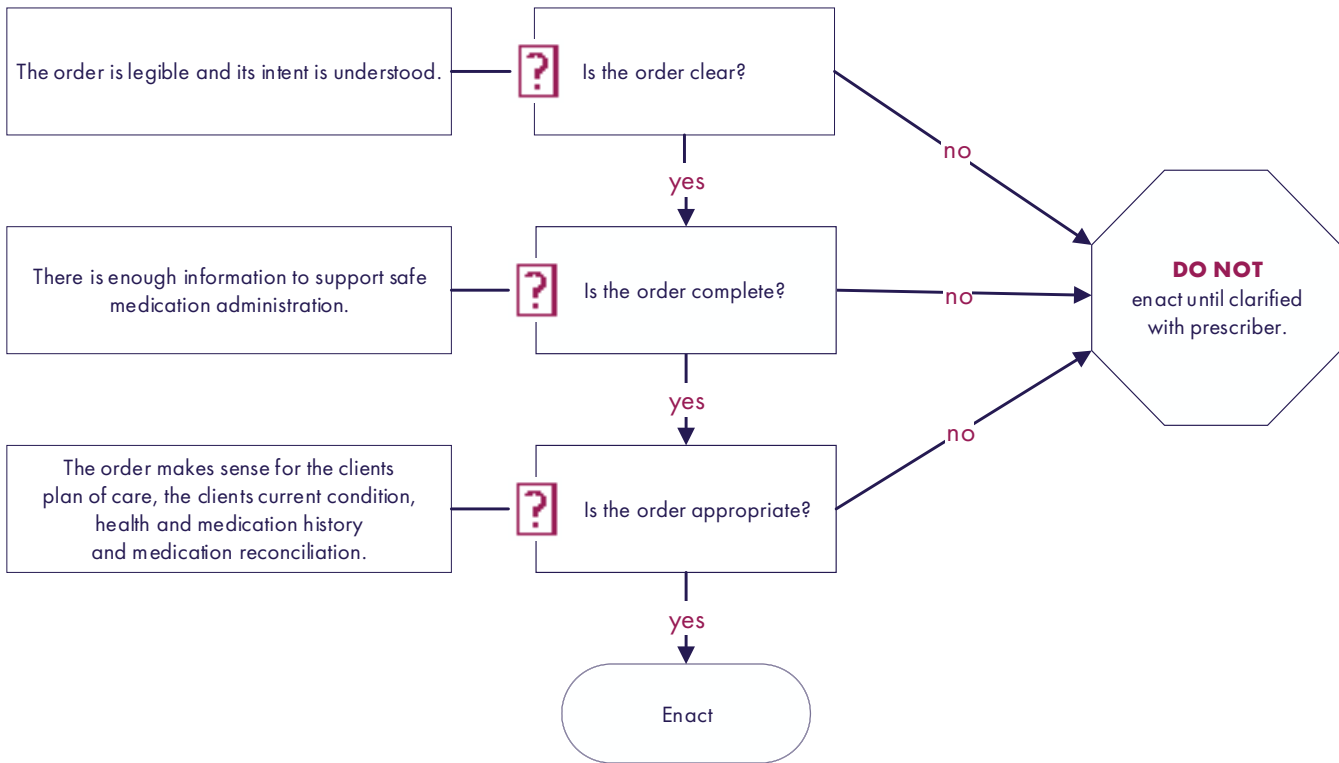 The order is legible and its intent is understood.
?
Is the order clear?
no
yes
There is enough information to support safe
medication administration.
?
Is the order complete?
no
DO NOT
enact until clarified
with prescriber.
yes
The order makes sense for the clients
plan of care, the clients current condition,
health and medication history
and medication reconciliation.
?
Is the order appropriate?
no
yes
Enact